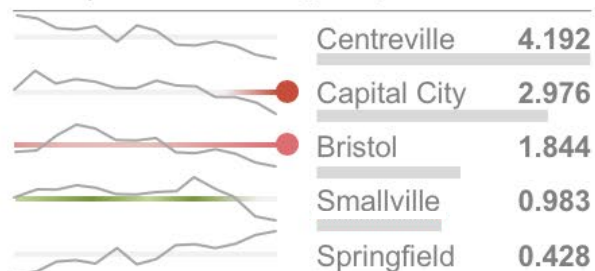 Centreville 4.192
Capital City 2.976
Bristol 1.844
Smallville 0.983
Springfield 0.428